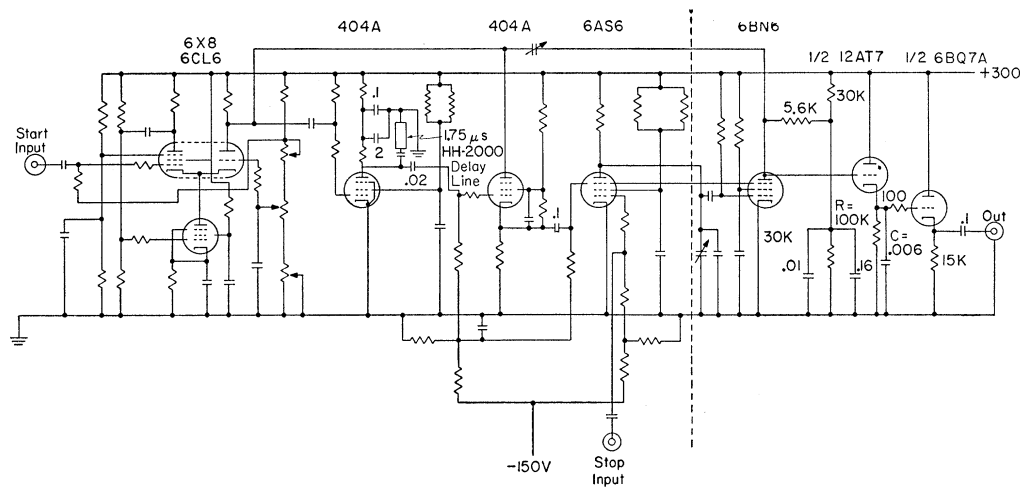 6X8
6CL6
404A
404A
6AS6
6BN6
1/2 12AT7
1/2 6BQ7A
+300
Start
Input
.1
2
1.75 μs
HH-2000
Delay
Line
.02
.1
5.6K
30K
30K
R=
100K
100
C=
.006
.01
.16
15K
.1
Out
-150V
Stop
Input